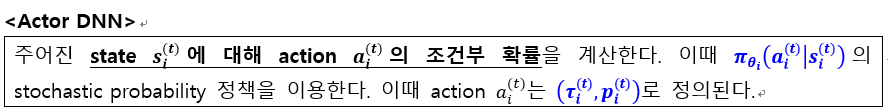 <Actor DNN>
주어진 state $s_i^{(t)}$에 대해 action $a_i^{(t)}$의 조건부 확률을 계산한다. 이때 $\pi_{\theta_i}(a_i^{(t)}|s_i^{(t)})$의
stochastic probability 정책을 이용한다. 이때 action $a_i^{(t)}$는 $(\tau_i^{(t)}, p_i^{(t)})$로 정의된다.